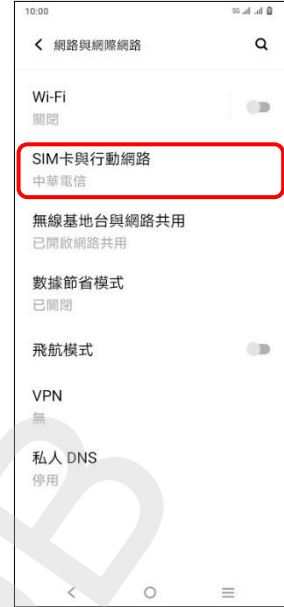 10:00
5G
網路與網際網路
Wi-Fi
關閉
SIM卡與行動網路
中華電信
無線基地台與網路共用
已開啟網路共用
數據節省模式
已關閉
飛航模式
VPN
無
私人 DNS
停用